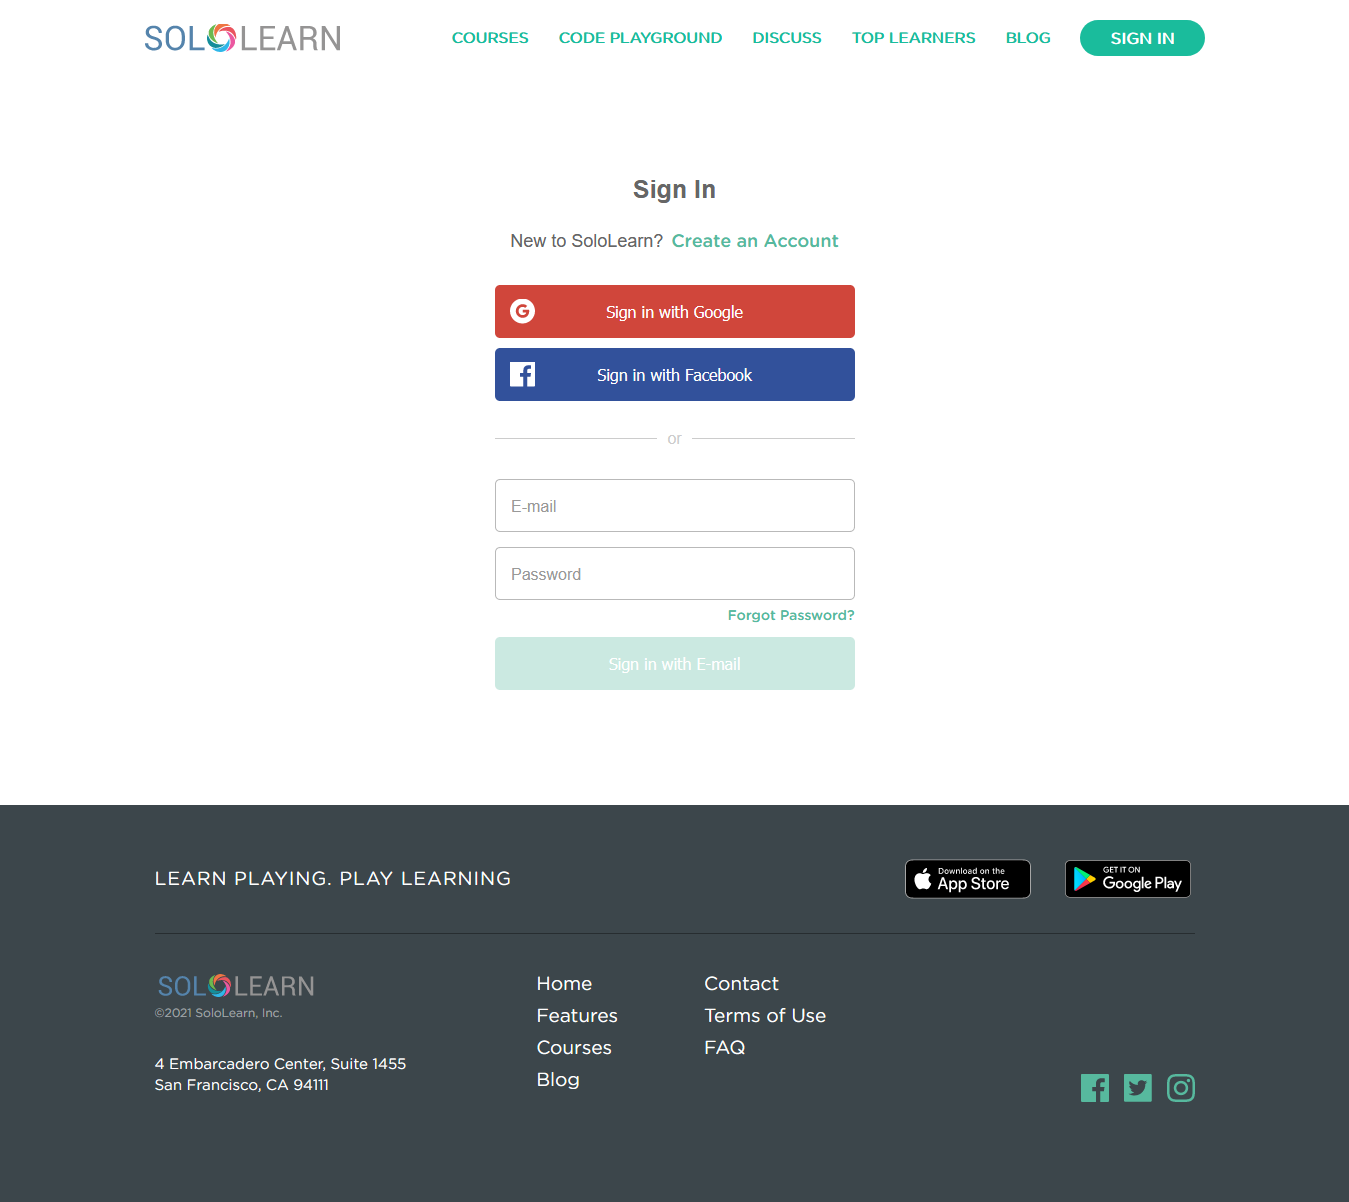 SOLOLEARN
COURSES
CODE PLAYGROUND
DISCUSS
TOP LEARNERS
BLOG
SIGN IN
Sign In
New to SoloLearn? Create an Account
Sign in with Google
Sign in with Facebook
or
E-mail
Password
Forgot Password?
Sign in with E-mail
LEARN PLAYING. PLAY LEARNING
Download on the
App Store
GET IT ON
Google Play
SOLOLEARN
©2021 SoloLearn, Inc.
4 Embarcadero Center, Suite 1455
San Francisco, CA 94111
Home
Features
Courses
Blog
Contact
Terms of Use
FAQ